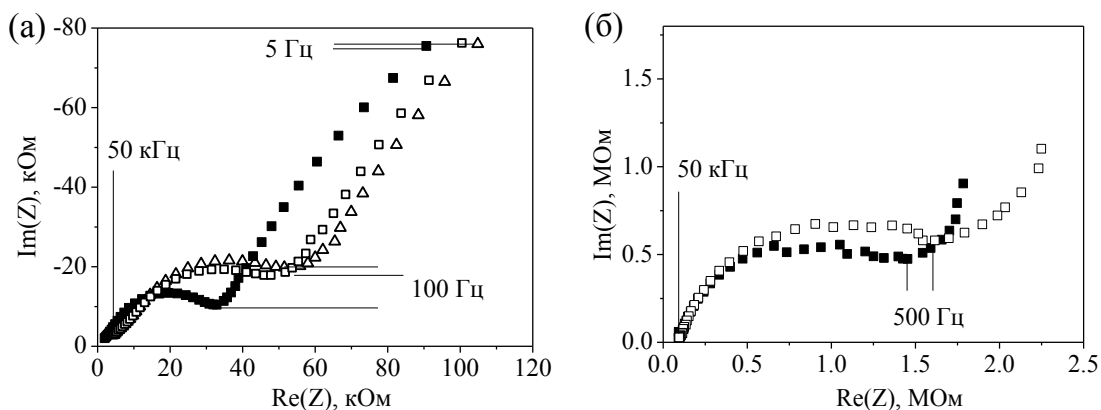 (а)
-80
-60
-40
-20
0
0 20 40 60 80 100 120
Im(Z), кОм
Re(Z), кОм
50 кГц
5 Гц
100 Гц
(б)
1.5
1.0
0.5
0.0
0.0 0.5 1.0 1.5 2.0 2.5
Im(Z), МОм
Re(Z), МОм
50 кГц
500 Гц